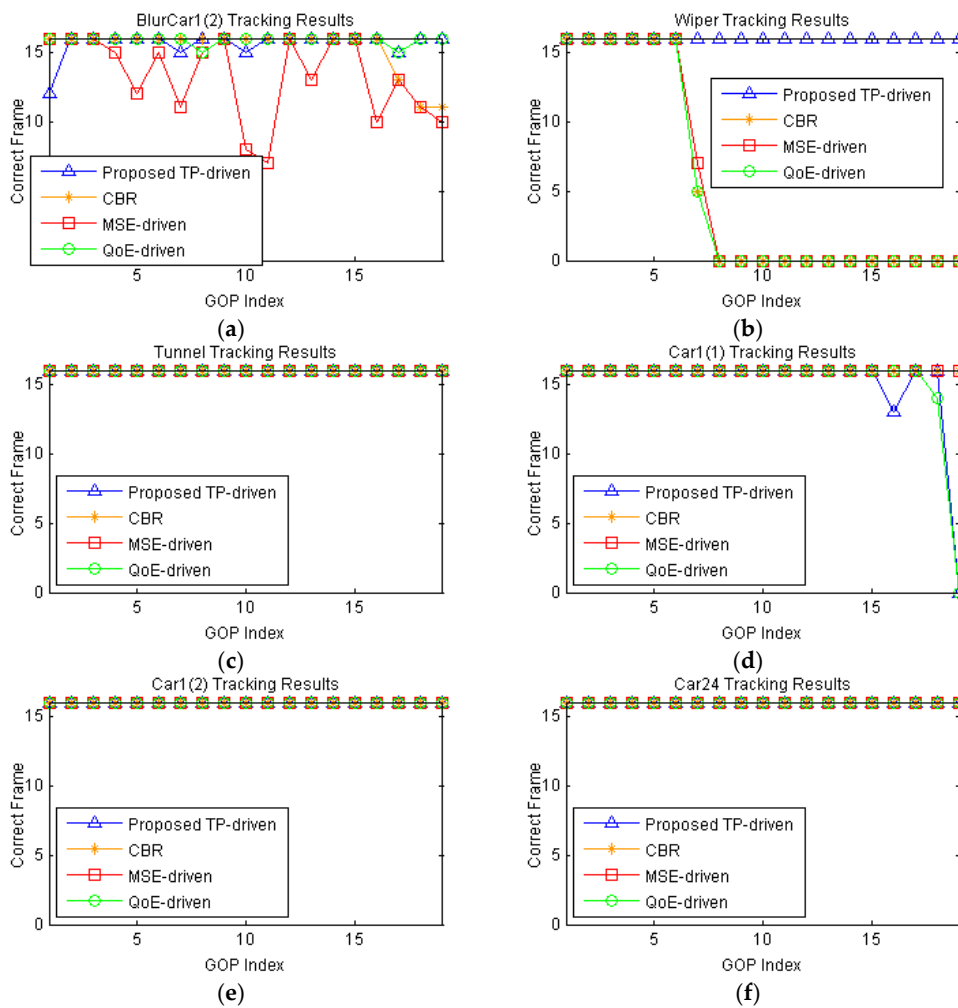 BlurCar1(2) Tracking Results
15
10
5
0
Correct Frame
Proposed TP-driven
CBR
MSE-driven
QoE-driven
5 10 15
GOP Index
(a)
Wiper Tracking Results
15
10
5
0
Correct Frame
Proposed TP-driven
CBR
MSE-driven
QoE-driven
5 10 15
GOP Index
(b)
Tunnel Tracking Results
15
10
5
0
Correct Frame
Proposed TP-driven
CBR
MSE-driven
QoE-driven
5 10 15
GOP Index
(c)
Car1(1) Tracking Results
15
10
5
0
Correct Frame
Proposed TP-driven
CBR
MSE-driven
QoE-driven
5 10 15
GOP Index
(d)
Car1(2) Tracking Results
15
10
5
0
Correct Frame
Proposed TP-driven
CBR
MSE-driven
QoE-driven
5 10 15
GOP Index
(e)
Car24 Tracking Results
15
10
5
0
Correct Frame
Proposed TP-driven
CBR
MSE-driven
QoE-driven
5 10 15
GOP Index
(f)